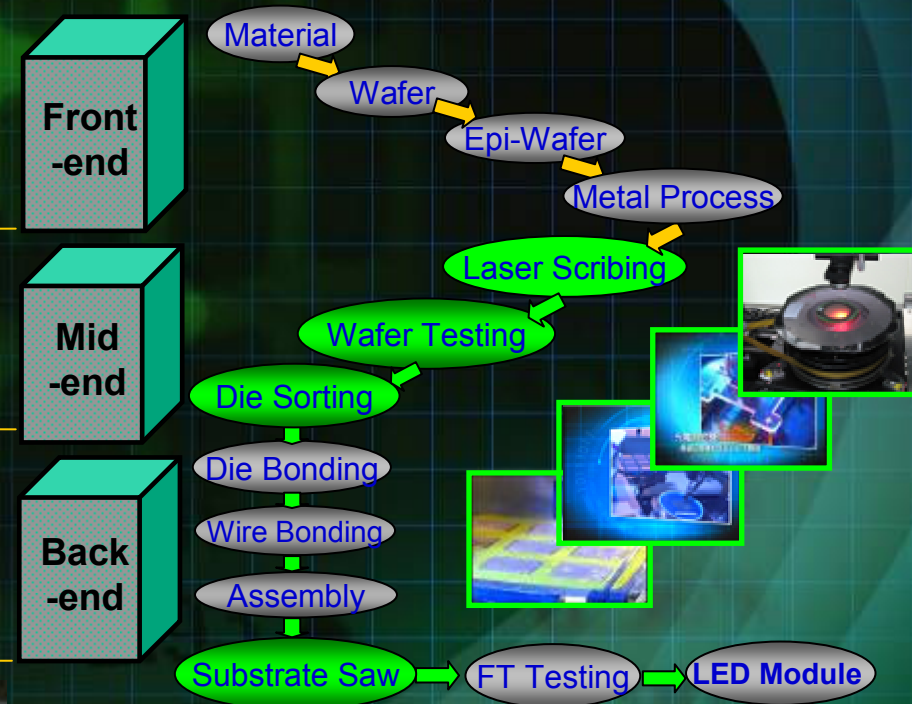 Front
-end
Material
Wafer
Epi-Wafer
Metal Process
Mid
-end
Laser Scribing
Wafer Testing
Die Sorting
Back
-end
Die Bonding
Wire Bonding
Assembly
Substrate Saw
FT Testing
LED Module